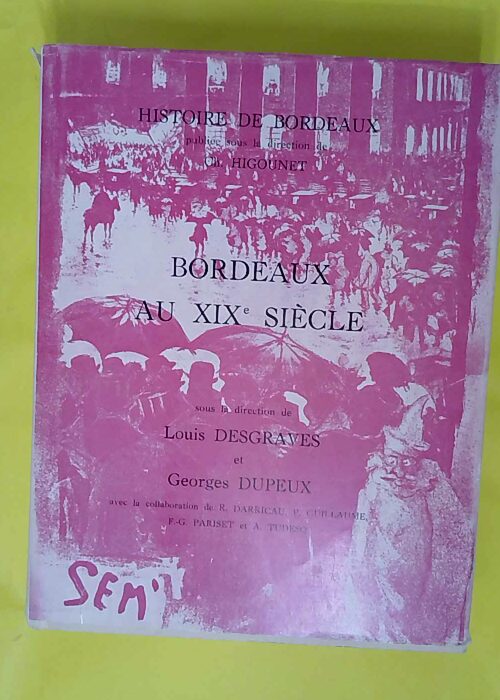 HISTOIRE DE BORDEAUX
publiée sous la direction de
Ch. HIGOUNET
BORDEAUX
AU XIXe SIÈCLE
sous la direction de
Louis DESGRAVES
et
Georges DUPEUX
avec la collaboration de R. DARRICAU, P. GUILLAUME,
F.-G. PARISET et A. TUDESQ
SEM